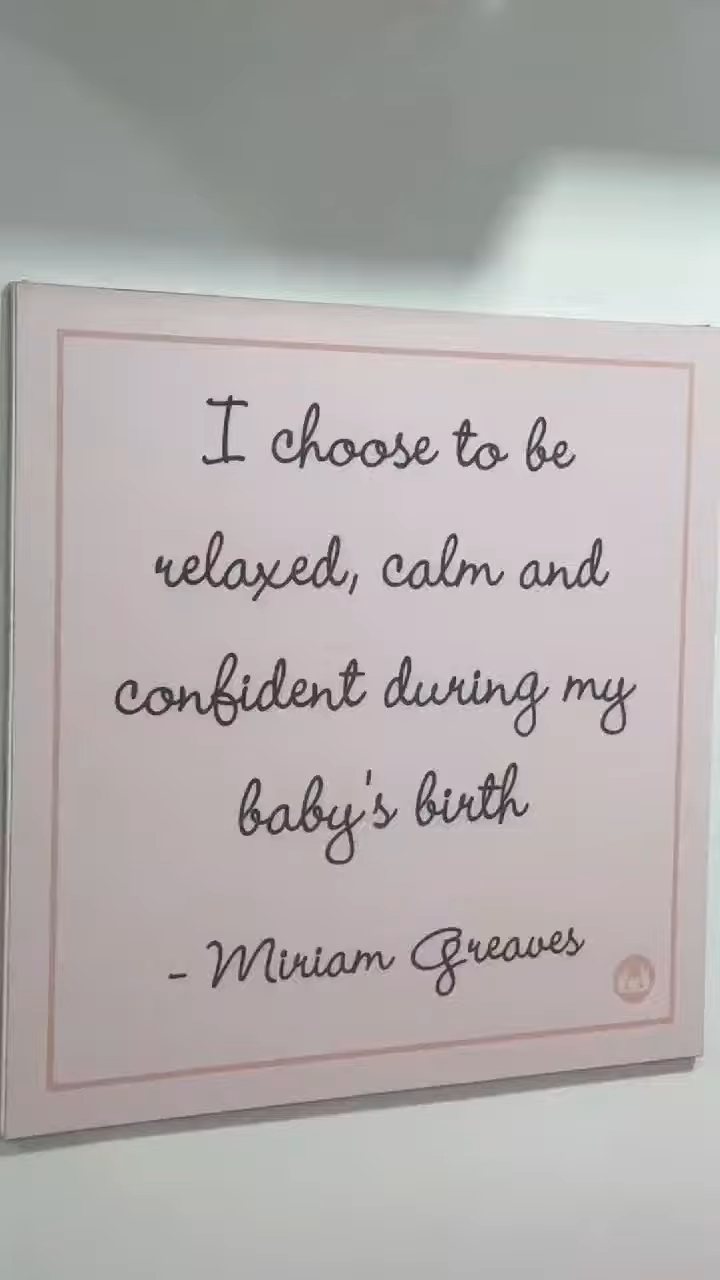 I choose to be
relaxed, calm and
confident during my
baby's birth
- Miriam Greaves